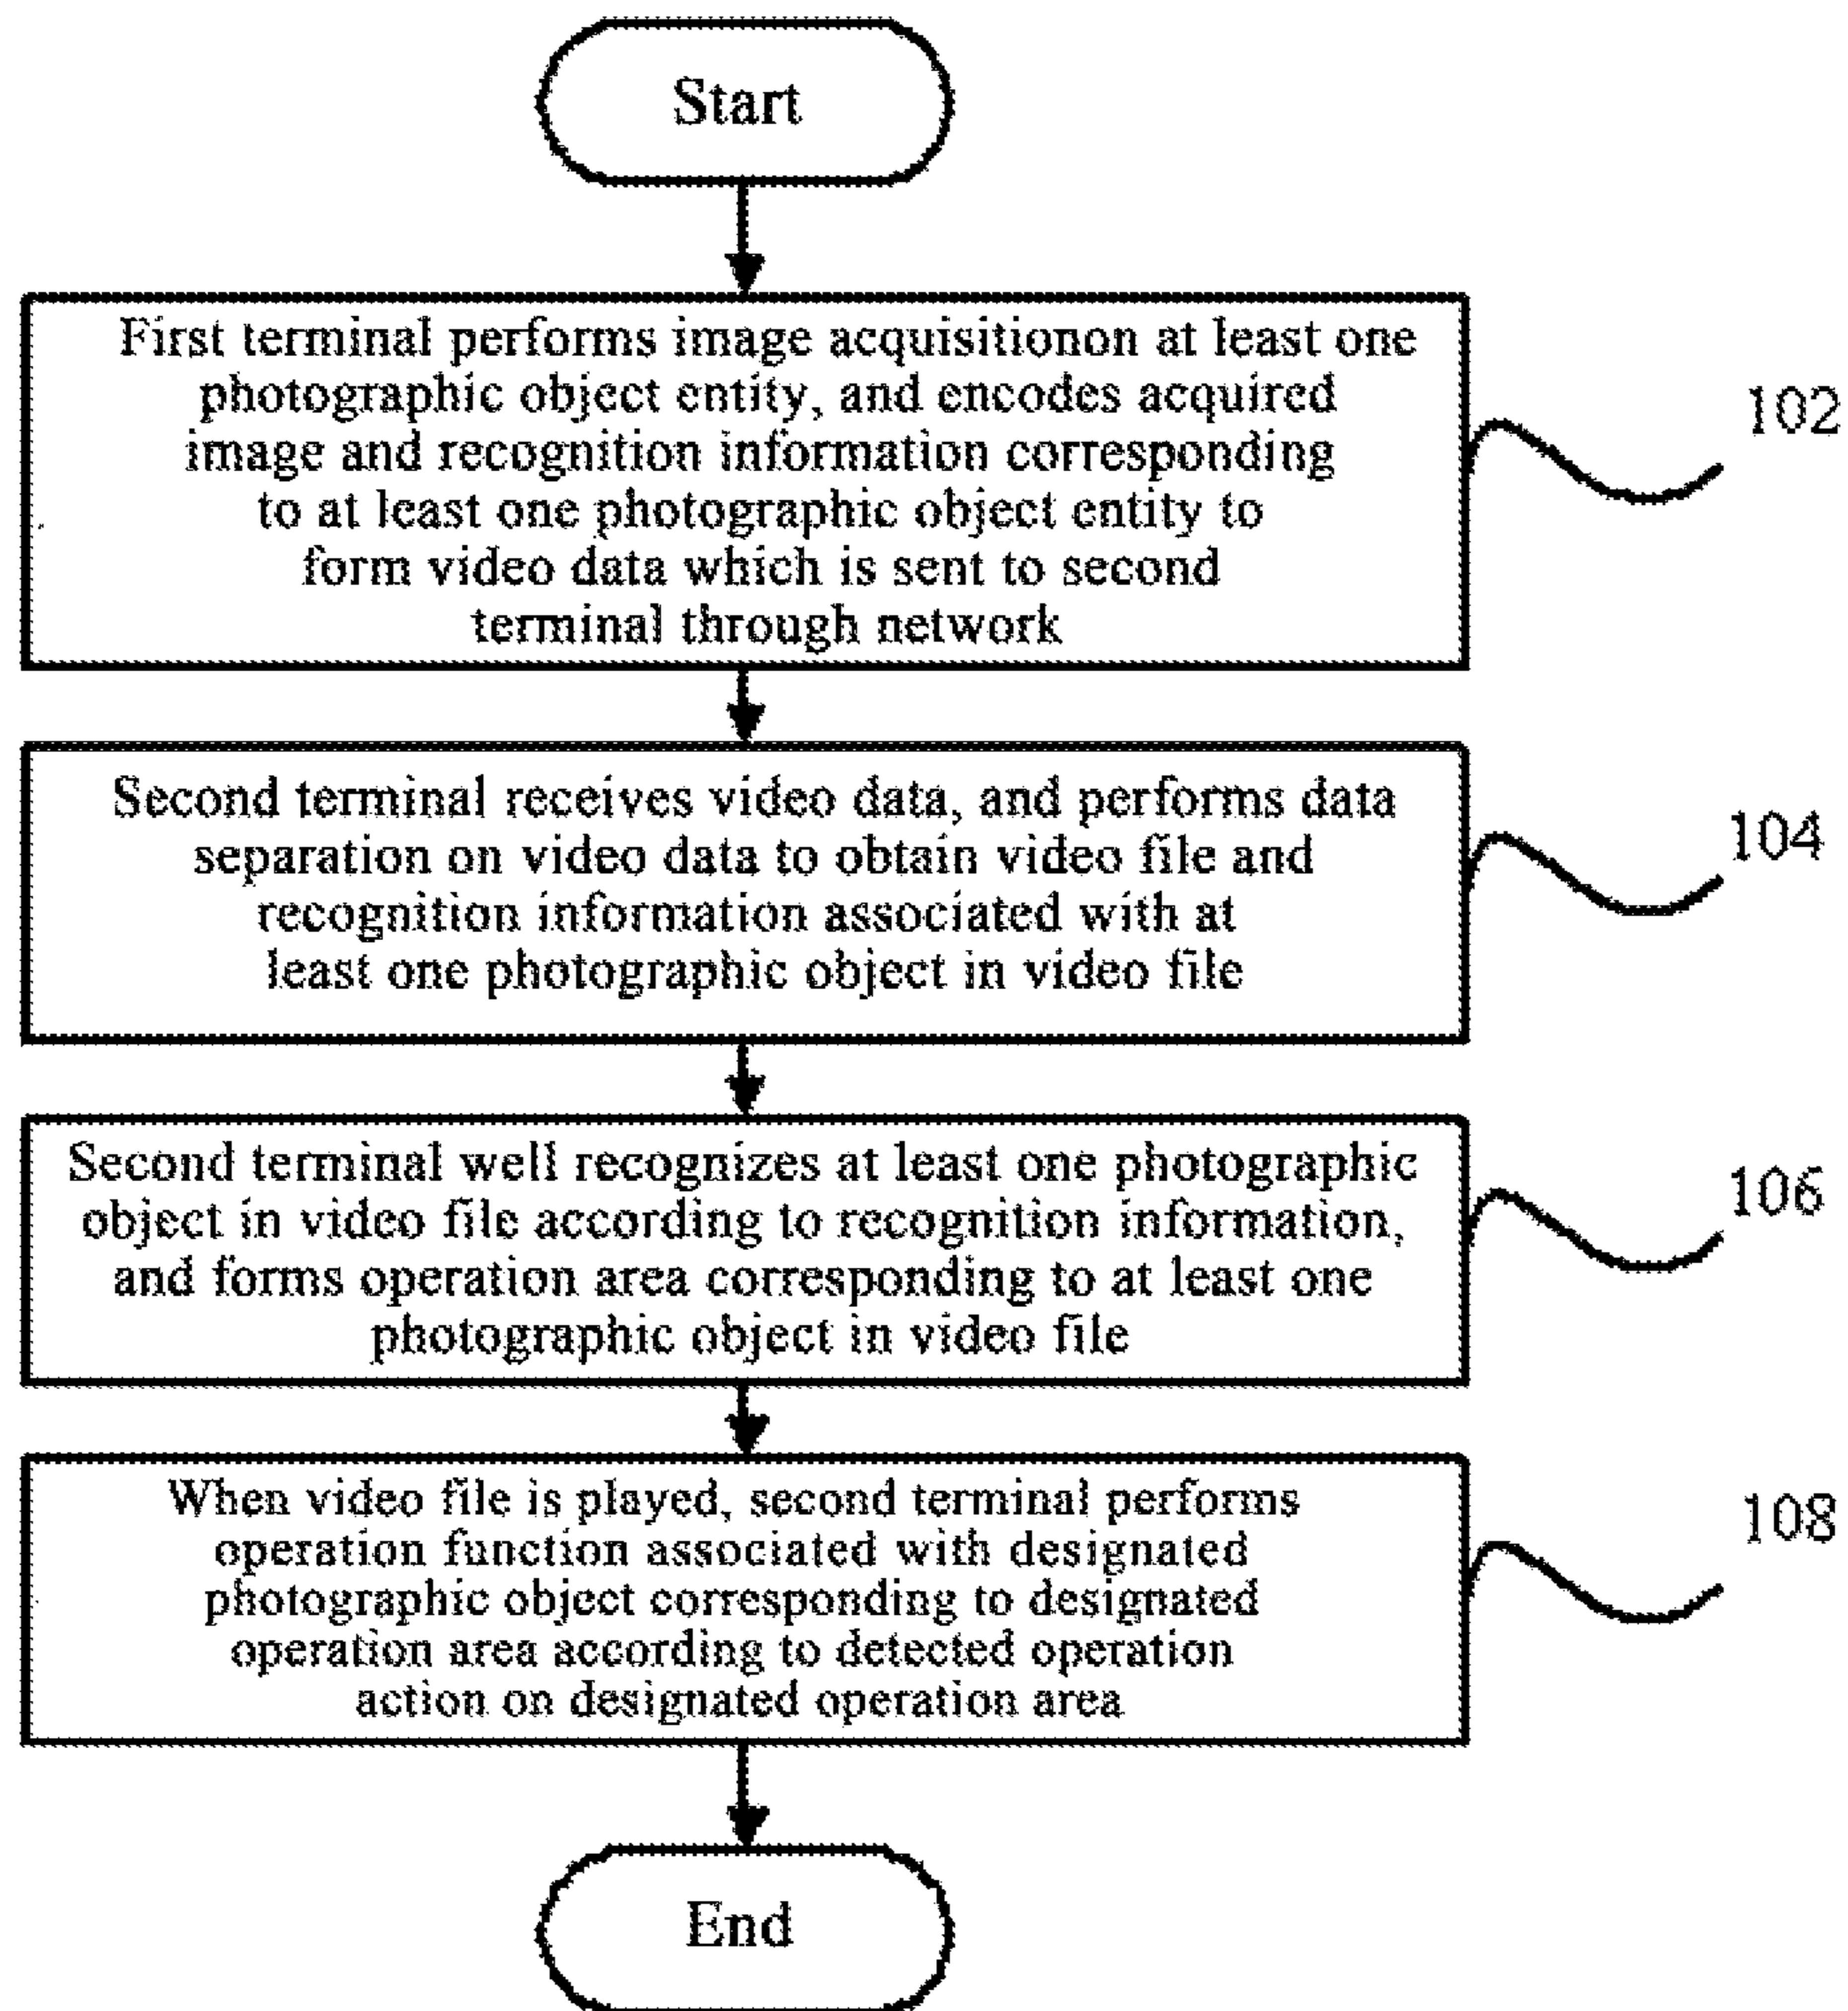 Start
First terminal performs image acquisitionon at least one
photographic object entity, and encodes acquired
image and recognition information corresponding
to at least one photographic object entity to
form video data which is sent to second
terminal through network
102
Second terminal receives video data, and performs data
separation on video data to obtain video file and
recognition information associated with at
least one photographic object in video file
104
Second terminal well recognizes at least one photographic
object in video file according to recognition information,
and forms operation area corresponding to at least one
photographic object in video file
106
When video file is played, second terminal performs
operation function associated with designated
photographic object corresponding to designated
operation area according to detected operation
action on designated operation area
108
End